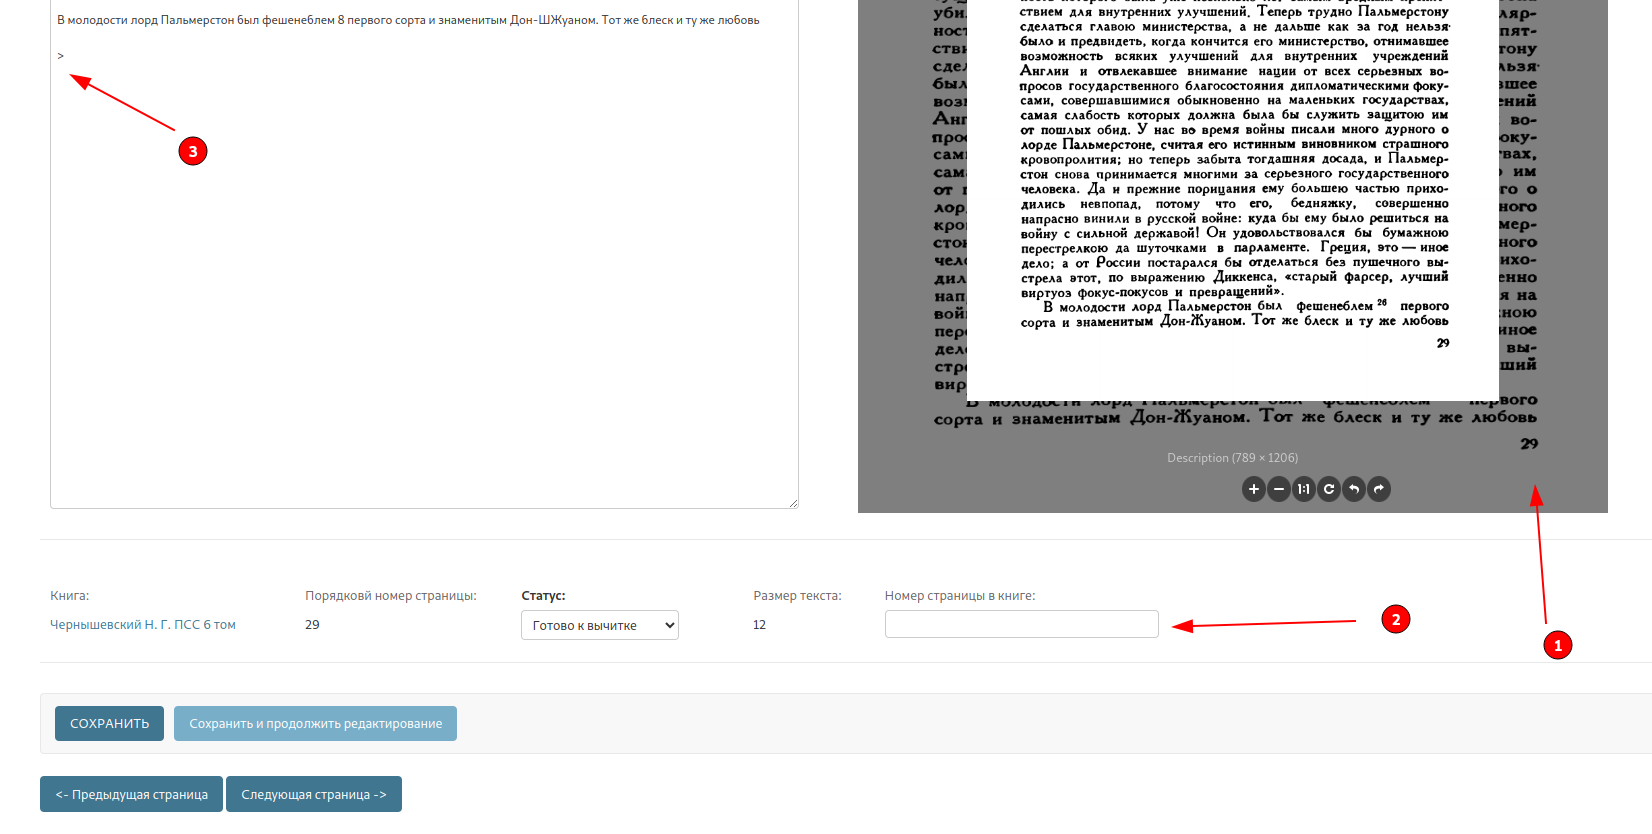 В молодости лорд Пальмерстон был фешенеблем 8 первого сорта и знаменитым Дон-ШЖуаном. Тот же блеск и ту же любовь
>
3
ствием для внутренних улучшений. Теперь трудно Пальмерстону
сделаться главою министерства, а не дальше как за год нельзя
было и предвидеть, когда кончится его министерство, отнимавшее
возможность всяких улучшений для внутренних учреждений
Англии и отвлекавшее внимание нации от всех серьезных во-
просов государственного благосостояния дипломатическими фоку-
сами, совершавшимися обыкновенно на маленьких государствах,
самая слабость которых должна была бы служить защитою им
от пошлых обид. У нас во время войны писали много дурного о
лорде Пальмерстоне, считая его истинным виновником страшного
кровопролития; но теперь забыта тогдашняя досада, и Пальмер-
стон снова принимается многими за серьезного государственного
человека. Да и прежние порицания ему большею частью прихо-
дились невпопад, потому что его, бедняжку, совершенно
напрасно винили в русской войне: куда бы ему было решиться на
войну с сильной державой! Он удовольствовался бы бумажною
перестрелкою да шуточками в парламенте. Греция, это — иное
дело; а от России постарался бы отделаться без пушечного вы-
стрела этот, по выражению Диккенса, «старый фарсер, лучший
виртуоз фокус-покусов и превращений».
В молодости лорд Пальмерстон был фешенеблем 26 первого
сорта и знаменитым Дон-Жуаном. Тот же блеск и ту же любовь
29
сорта и знаменитым Дон-Жуаном. Тот же блеск и ту же любовь
29
Description (789 × 1206)
1:1
Книга: Порядковй номер страницы: Статус: Размер текста: Номер страницы в книге:
Чернышевский Н. Г. ПСС 6 том 29 Готово к вычитке 12
2
1
СОХРАНИТЬ Сохранить и продолжить редактирование
<- Предыдущая страница Следующая страница ->